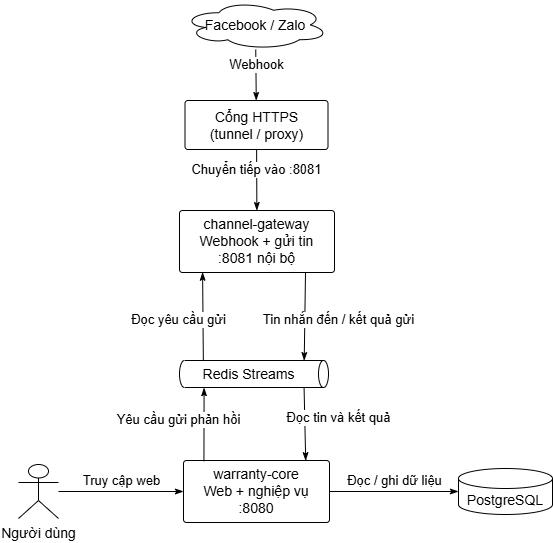 Facebook / Zalo
Webhook
Cổng HTTPS
(tunnel / proxy)
Chuyển tiếp vào :8081
channel-gateway
Webhook + gửi tin
:8081 nội bộ
Đọc yêu cầu gửi
Tin nhắn đến / kết quả gửi
Redis Streams
Yêu cầu gửi phản hồi
Đọc tin và kết quả
Truy cập web
warranty-core
Web + nghiệp vụ
:8080
Đọc / ghi dữ liệu
PostgreSQL
Người dùng